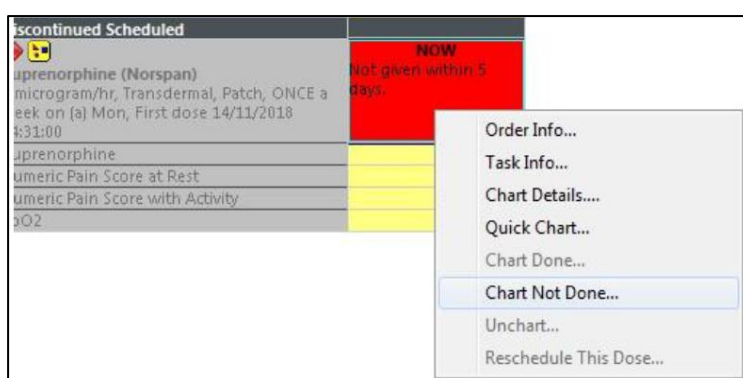 iscontinued Scheduled
NOW
Not given within 5
days.
uprenorphine (Norspan)
microgram/hr, Transdermal, Patch, ONCE a
eek on (a) Mon, First dose 14/11/2018
4:31:00
uprenorphine
umeric Pain Score at Rest
umeric Pain Score with Activity
pO2
Order Info...
Task Info...
Chart Details....
Quick Chart...
Chart Done...
Chart Not Done...
Unchart...
Reschedule This Dose...